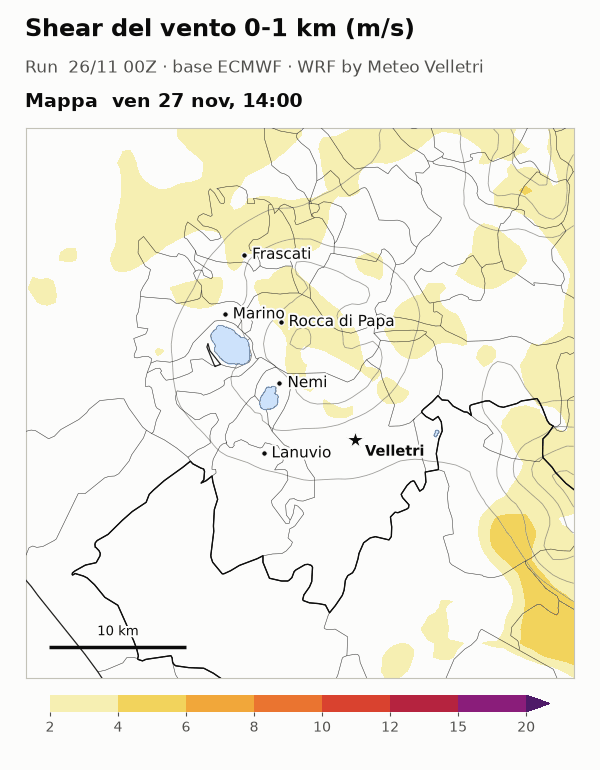 Shear del vento 0-1 km (m/s)
Run  26/11 00Z · base ECMWF · WRF by Meteo Velletri
Mappa  ven 27 nov, 14:00
Frascati
Marino
Rocca di Papa
Nemi
Velletri
Lanuvio
10 km
2 4 6 8 10 12 15 20